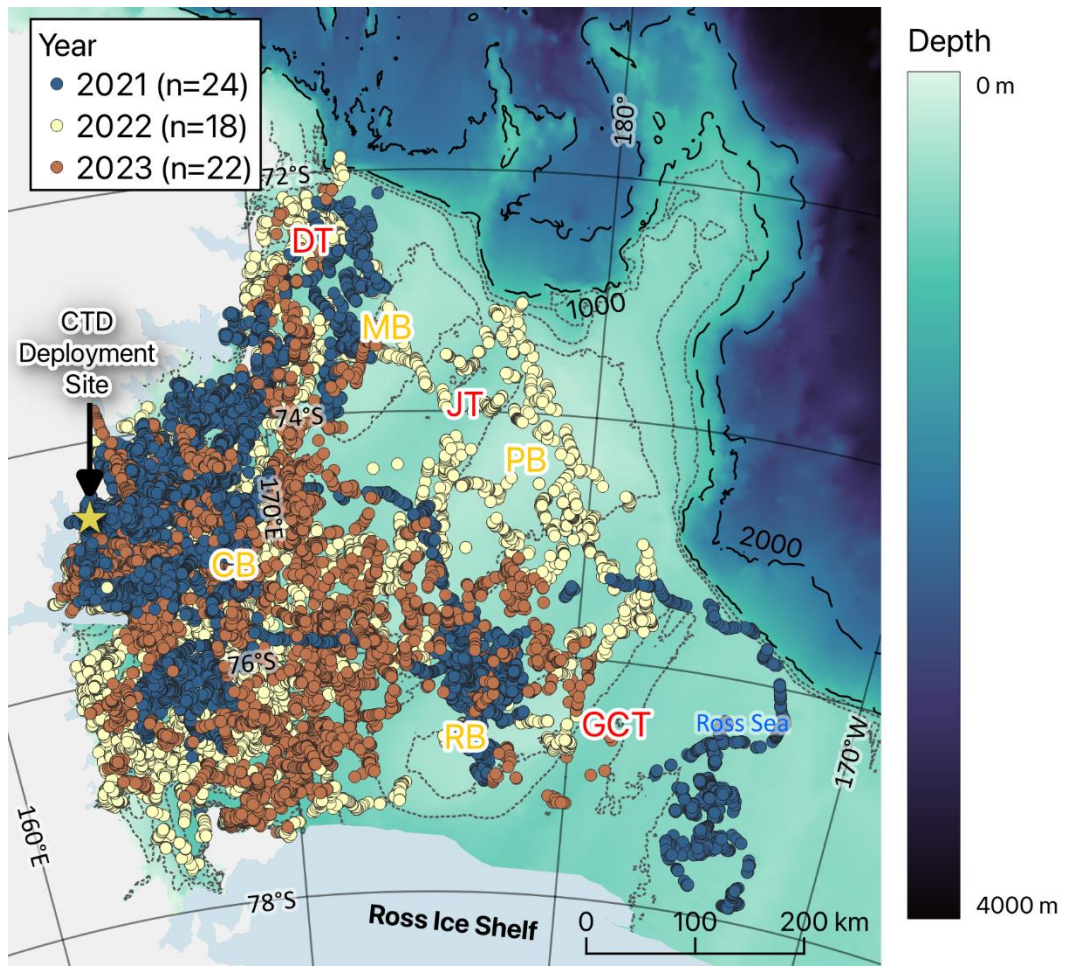 Year
2021 (n=24)
2022 (n=18)
2023 (n=22)
Depth
0 m
4000 m
180°
72°S
DT
1000
MB
CTD
Deployment
Site
JT
74°S
PB
170°E
2000
CB
76°S
GCT
Ross Sea
RB
170°W
160°E
78°S
Ross Ice Shelf
0 100 200 km